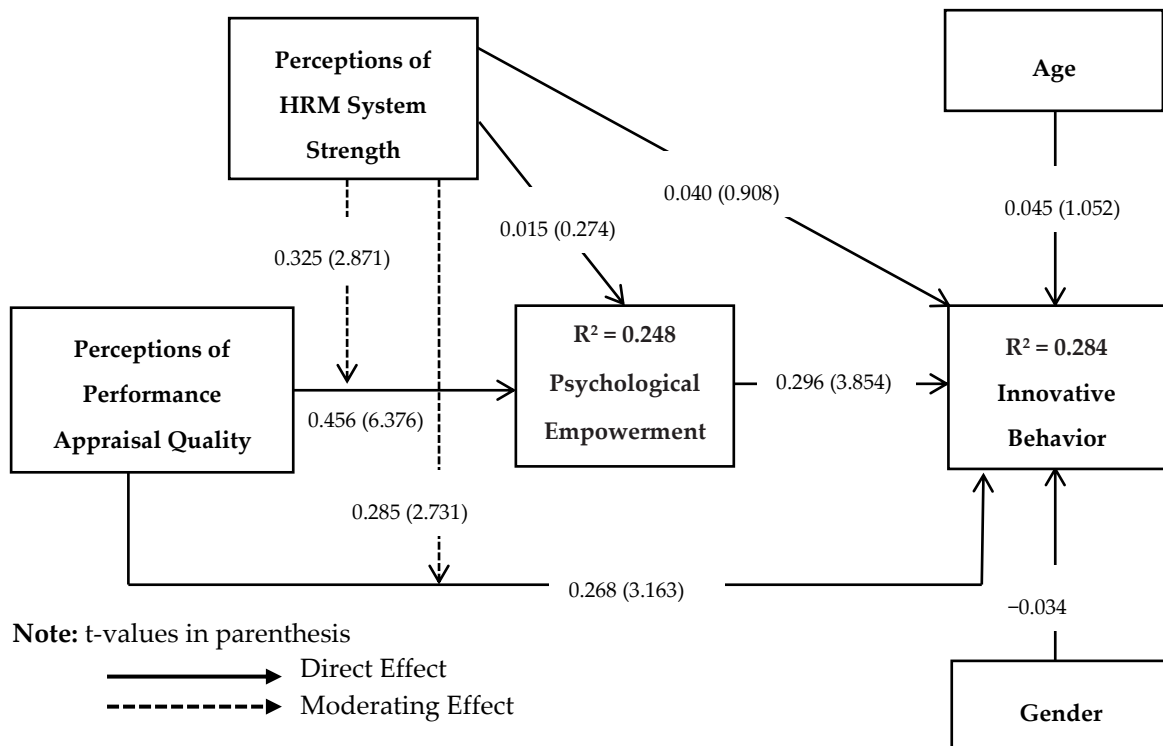 Perceptions of
HRM System
Strength
Age
0.040 (0.908)
0.045 (1.052)
0.015 (0.274)
0.325 (2.871)
Perceptions of
Performance
Appraisal Quality
R² = 0.248
Psychological
Empowerment
R² = 0.284
Innovative
Behavior
0.296 (3.854)
0.456 (6.376)
0.285 (2.731)
0.268 (3.163)
−0.034
Note: t-values in parenthesis
Direct Effect
Moderating Effect
Gender